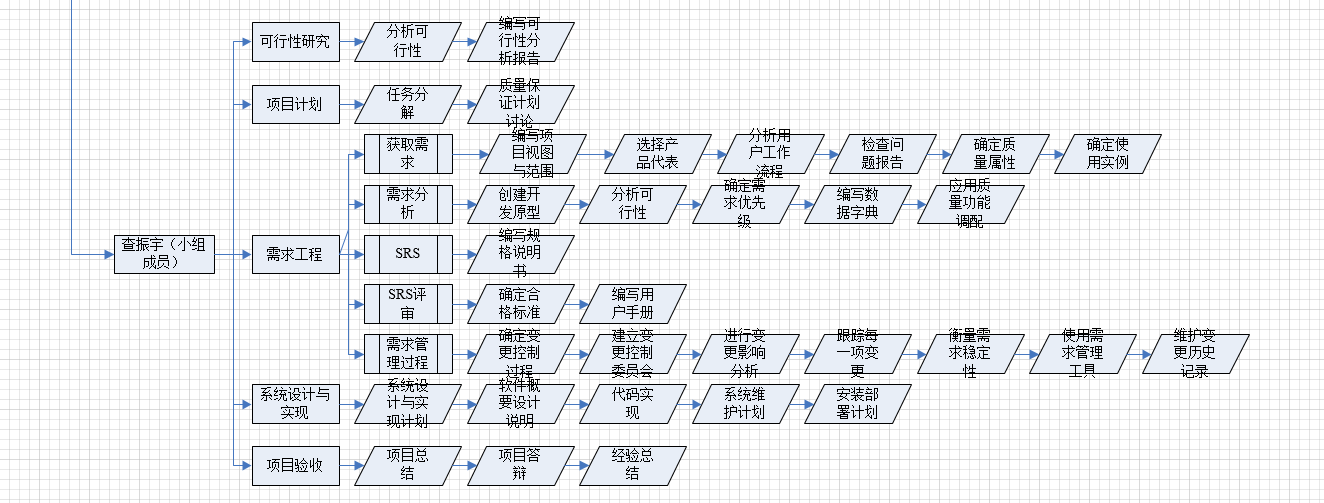 可行性研究
分析可
行性
编写可
行性分
析报告
项目计划
任务分
解
质量保
证计划
讨论
获取需
求
编写项
目视图
与范围
选择产
品代表
分析用
户工作
流程
检查问
题报告
确定质
量属性
确定使
用实例
需求分
析
创建开
发原型
分析可
行性
确定需
求优先
级
编写数
据字典
应用质
量功能
调配
查振宇（小组
成员）
需求工程
SRS
编写规
格说明
书
SRS评
审
确定合
格标准
编写用
户手册
需求管
理过程
确定变
更控制
过程
建立变
更控制
委员会
进行变
更影响
分析
跟踪每
一项变
更
衡量需
求稳定
性
使用需
求管理
工具
维护变
更历史
记录
系统设计与
实现
系统设
计与实
现计划
软件概
要设计
说明
代码实
现
系统维
护计划
安装部
署计划
项目验收
项目总
结
项目答
辩
经验总
结